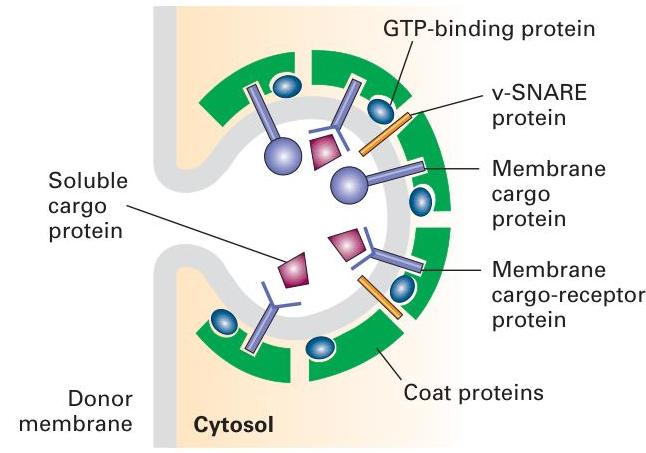 GTP-binding protein
v-SNARE
protein
Membrane
cargo
protein
Soluble
cargo
protein
Membrane
cargo-receptor
protein
Coat proteins
Donor
membrane
Cytosol